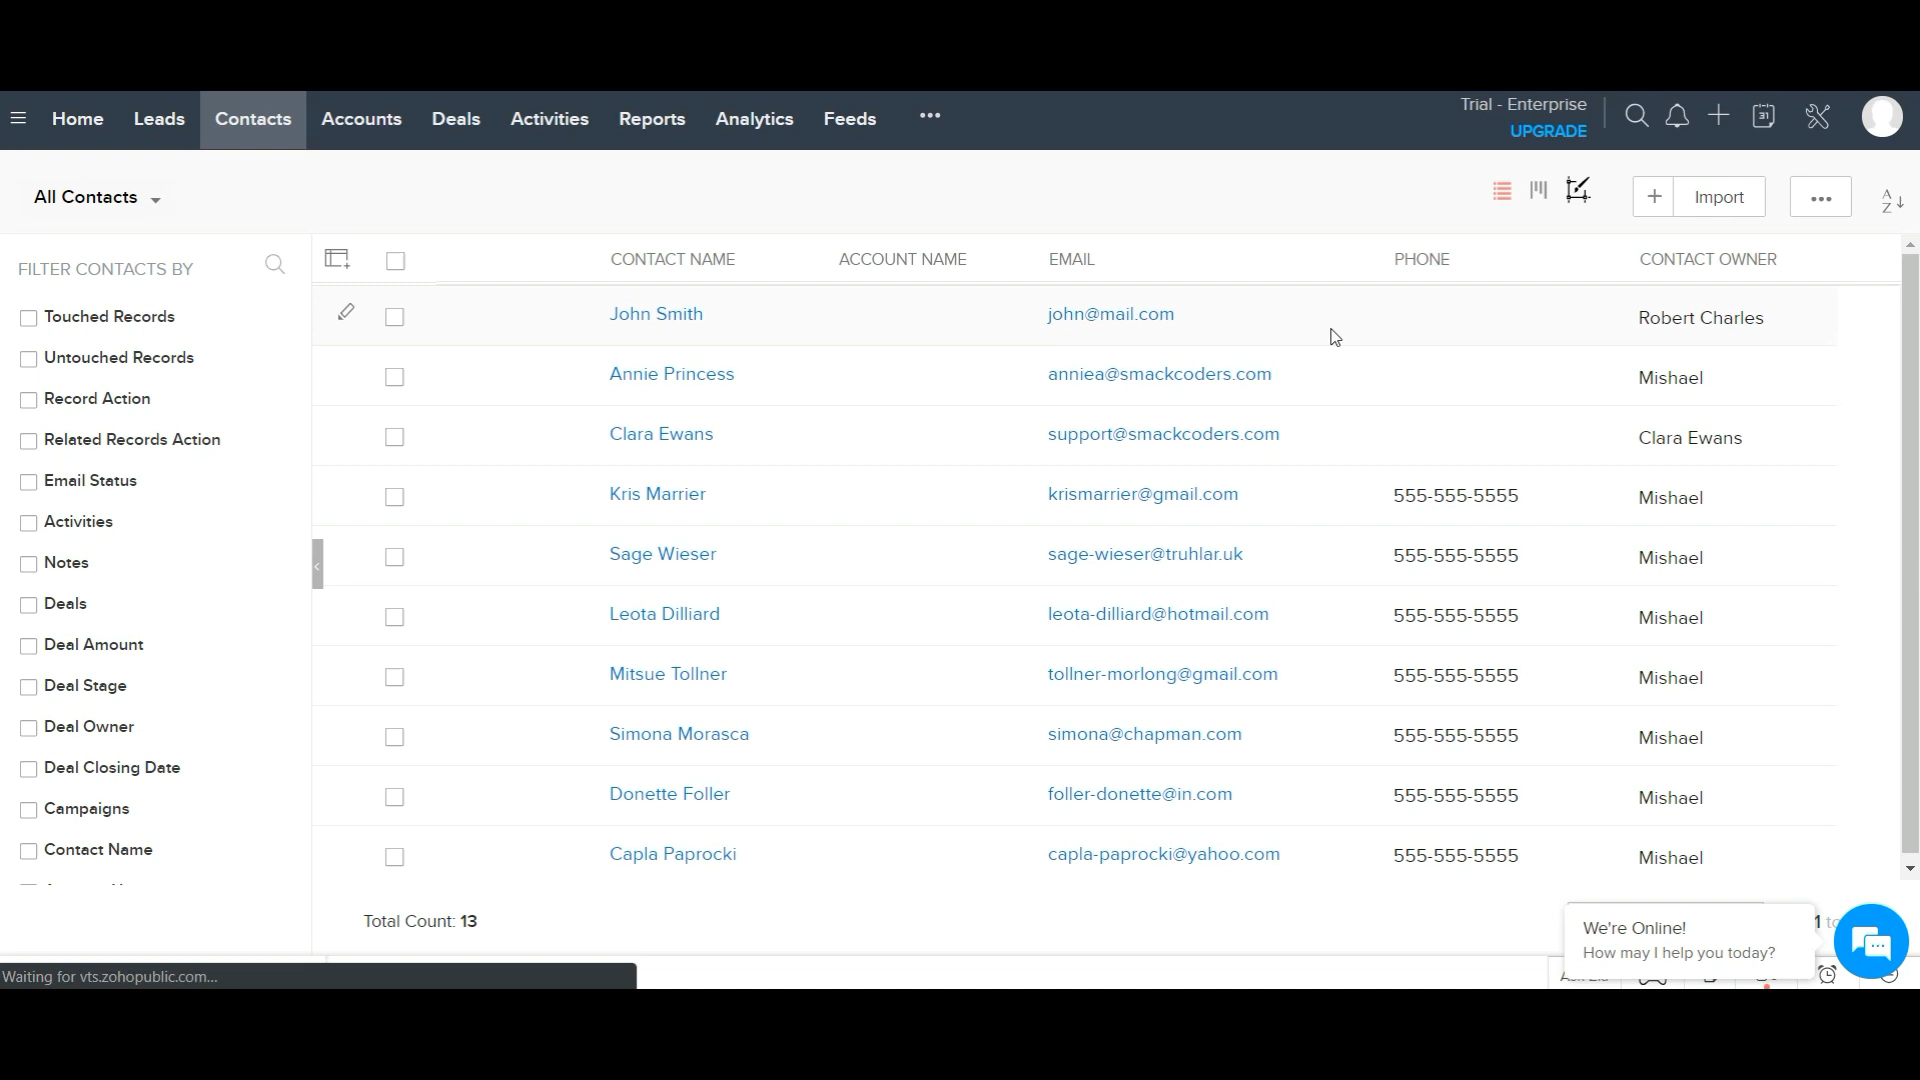 Home Leads Contacts Accounts Deals Activities Reports Analytics Feeds ••• Trial - Enterprise
UPGRADE
31
All Contacts
+ Import •••
A
Z
FILTER CONTACTS BY
CONTACT NAME ACCOUNT NAME EMAIL PHONE CONTACT OWNER
Touched Records
John Smith john@mail.com Robert Charles
Untouched Records
Annie Princess anniea@smackcoders.com Mishael
Record Action
Related Records Action
Clara Ewans support@smackcoders.com Clara Ewans
Email Status
Kris Marrier krismarrier@gmail.com 555-555-5555 Mishael
Activities
Notes
Sage Wieser sage-wieser@truhlar.uk 555-555-5555 Mishael
Deals
Leota Dilliard leota-dilliard@hotmail.com 555-555-5555 Mishael
Deal Amount
Deal Stage
Mitsue Tollner tollner-morlong@gmail.com 555-555-5555 Mishael
Deal Owner
Simona Morasca simona@chapman.com 555-555-5555 Mishael
Deal Closing Date
Campaigns
Donette Foller foller-donette@in.com 555-555-5555 Mishael
Contact Name
Capla Paprocki capla-paprocki@yahoo.com 555-555-5555 Mishael
Total Count: 13
1 to
We're Online!
How may I help you today?
Waiting for vts.zohopublic.com...